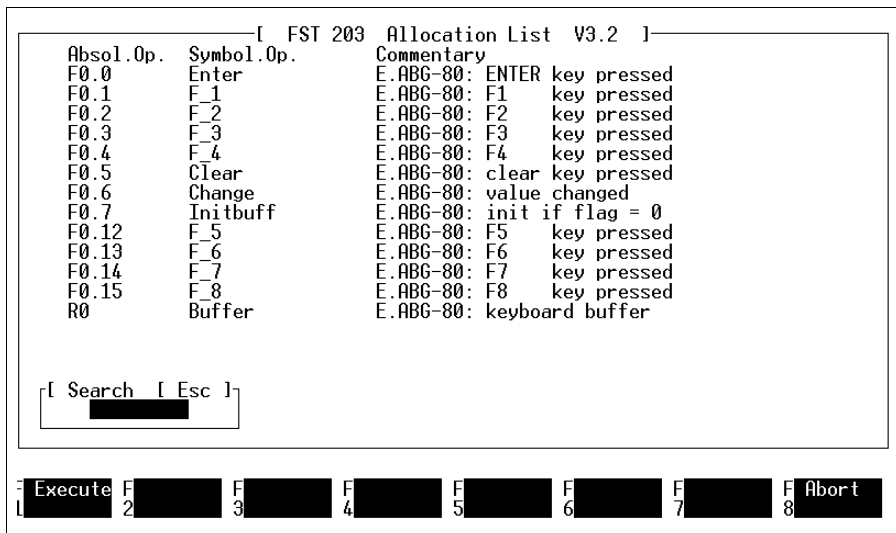 [ FST 203 Allocation List V3.2 ]
Absol.Op. Symbol.Op. Commentary
F0.0 Enter E.ABG-80: ENTER key pressed
F0.1 F_1 E.ABG-80: F1 key pressed
F0.2 F_2 E.ABG-80: F2 key pressed
F0.3 F_3 E.ABG-80: F3 key pressed
F0.4 F_4 E.ABG-80: F4 key pressed
F0.5 Clear E.ABG-80: clear key pressed
F0.6 Change E.ABG-80: value changed
F0.7 Initbuff E.ABG-80: init if flag = 0
F0.12 F_5 E.ABG-80: F5 key pressed
F0.13 F_6 E.ABG-80: F6 key pressed
F0.14 F_7 E.ABG-80: F7 key pressed
F0.15 F_8 E.ABG-80: F8 key pressed
R0 Buffer E.ABG-80: keyboard buffer
[ Search [ Esc ]
F1 Execute F2 F3 F4 F5 F6 F7 F8 Abort